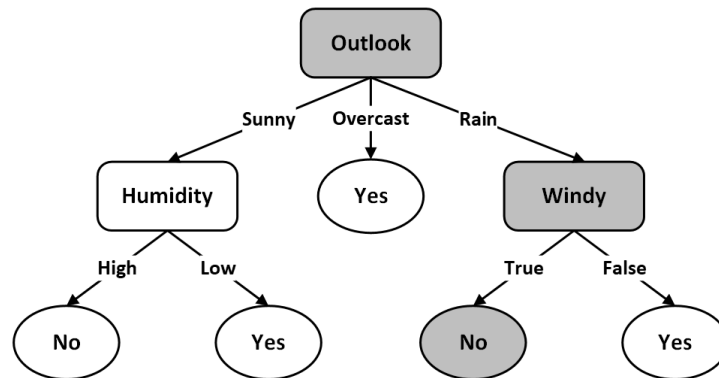 Outlook
Sunny Overcast Rain
Humidity Yes Windy
High Low True False
No Yes No Yes